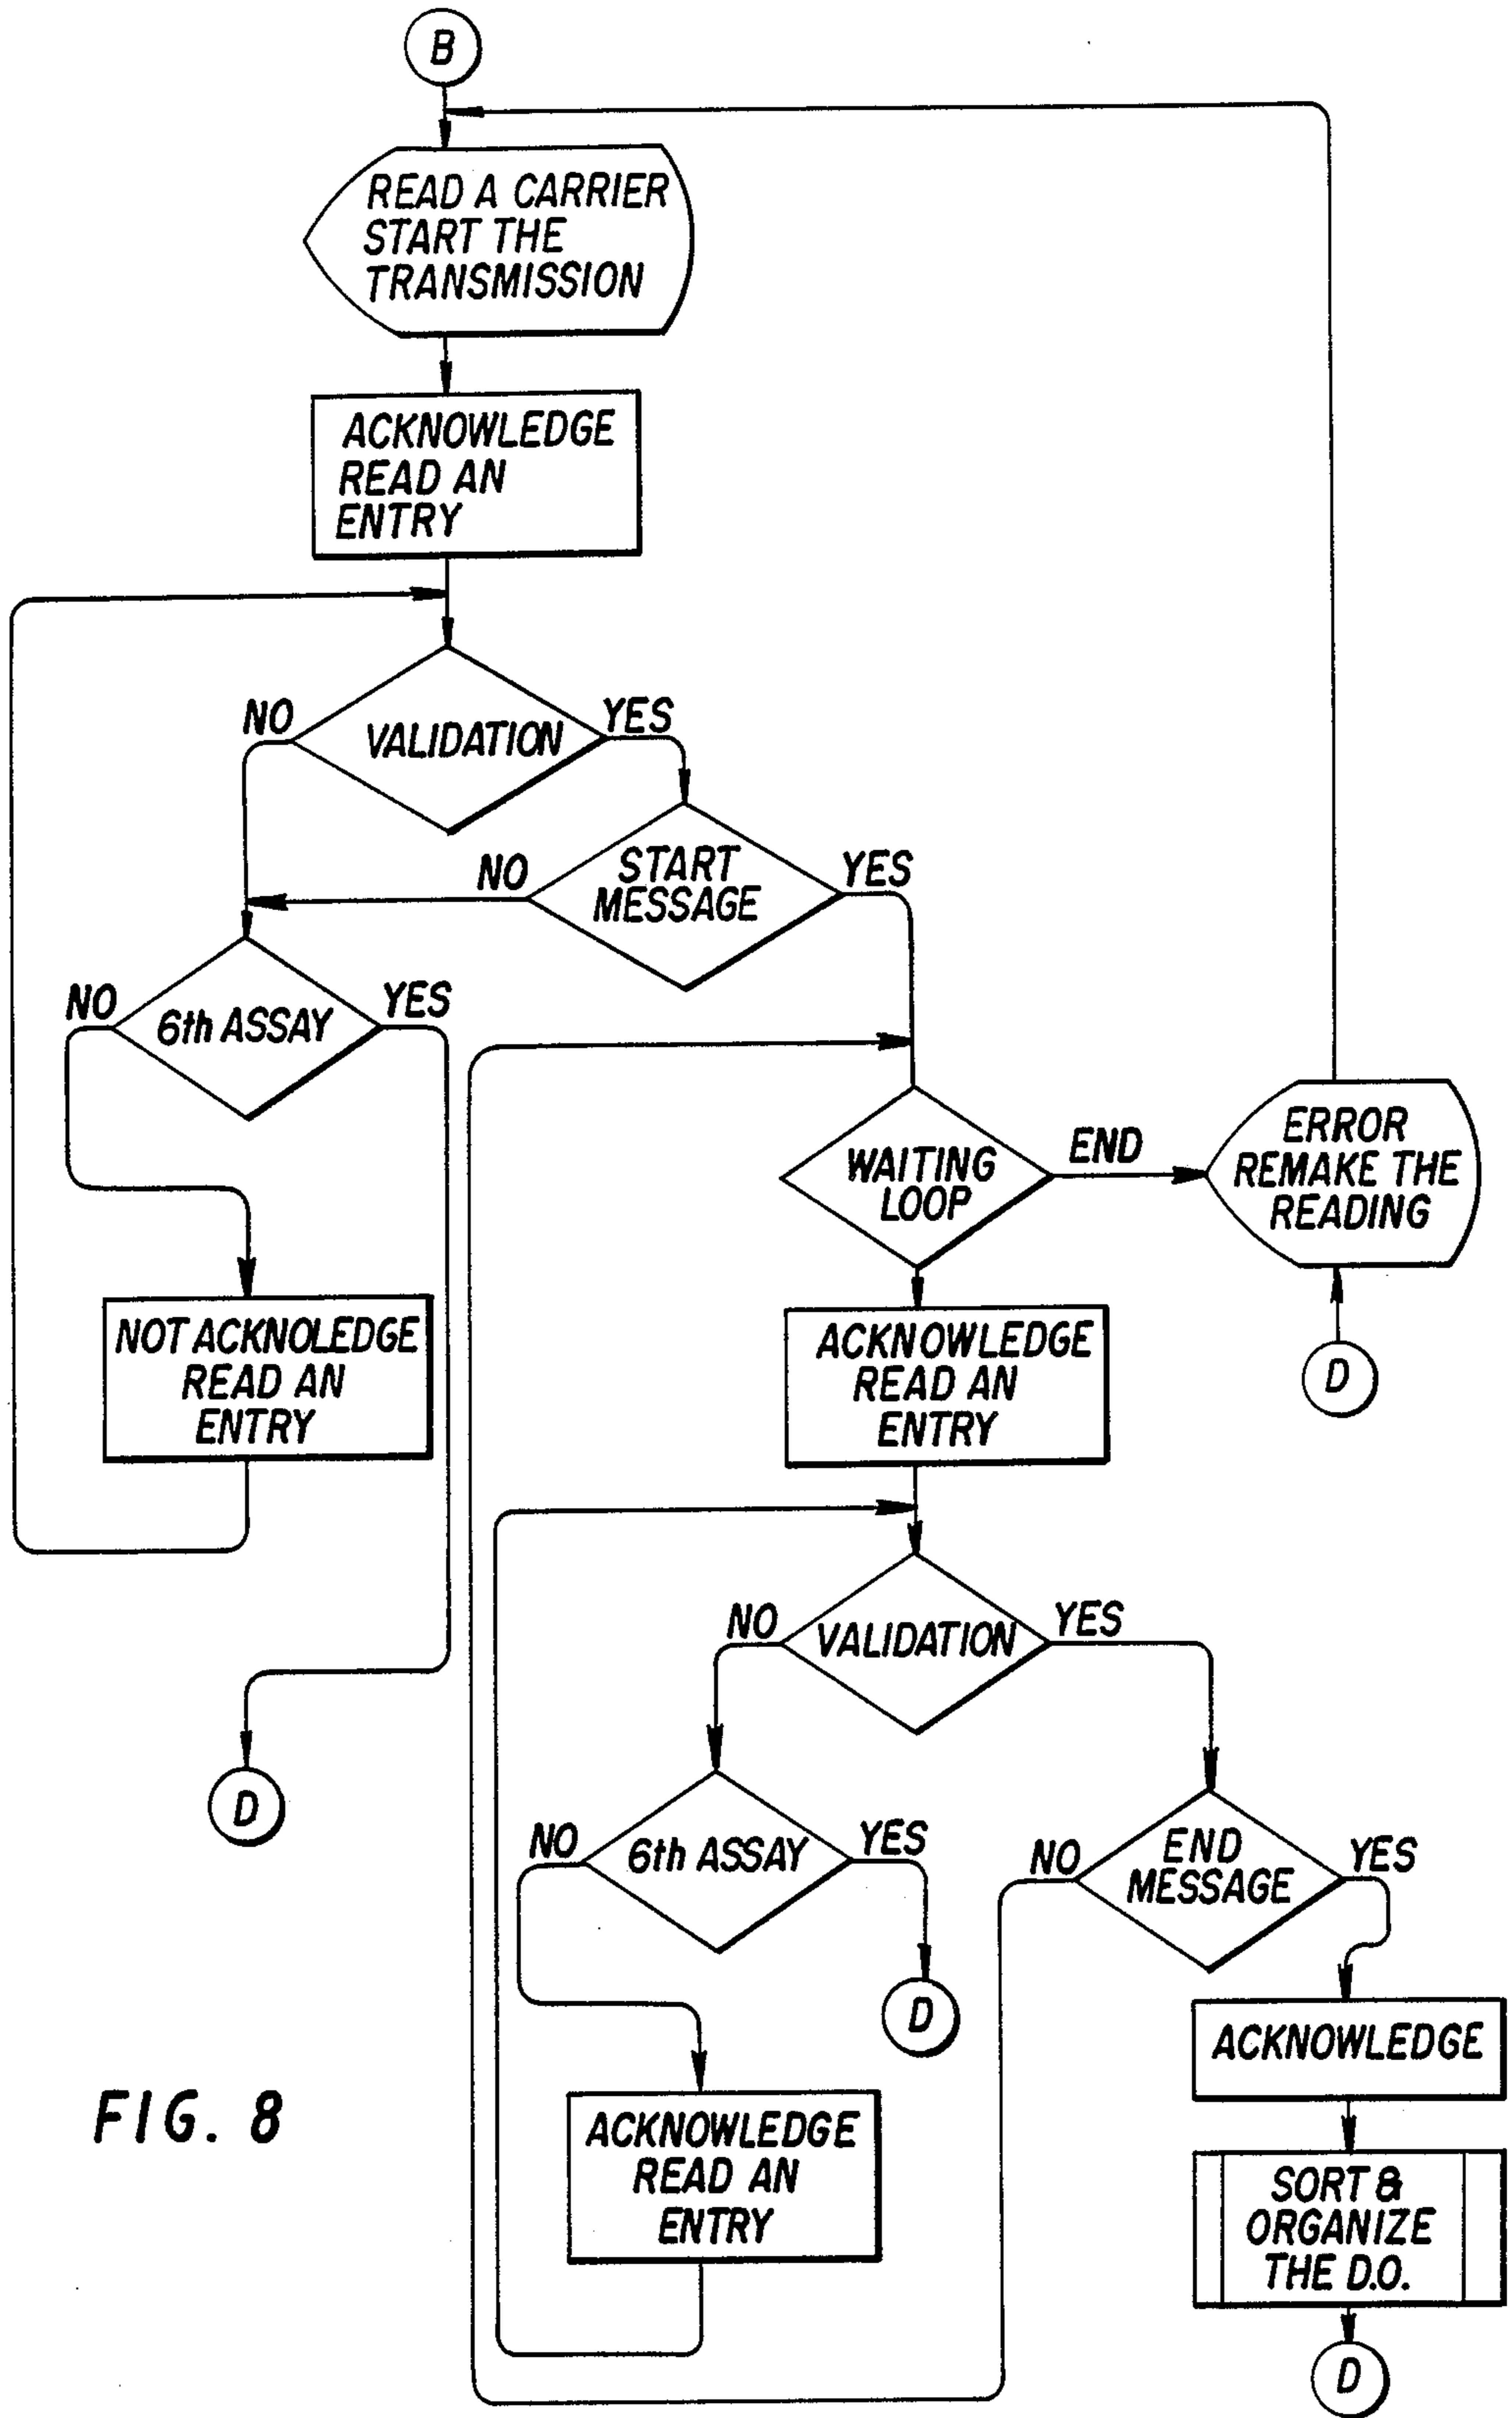 B
READ A CARRIER
START THE
TRANSMISSION
ACKNOWLEDGE
READ AN
ENTRY
NO
VALIDATION
YES
NO
START
MESSAGE
YES
NO
6th ASSAY
YES
WAITING
LOOP
END
ERROR
REMAKE THE
READING
NOT ACKNOLEDGE
READ AN
ENTRY
ACKNOWLEDGE
READ AN
ENTRY
D
NO
VALIDATION
YES
D
NO
6th ASSAY
YES
NO
END
MESSAGE
YES
D
ACKNOWLEDGE
FIG. 8
ACKNOWLEDGE
READ AN
ENTRY
SORT &
ORGANIZE
THE D.O.
D